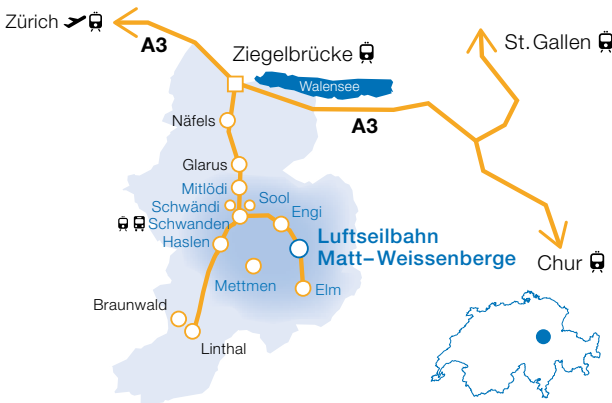 Zürich
A3
Ziegelbrücke
St. Gallen
Walensee
A3
Näfels
Glarus
Mitlödi
Schwändi
Sool
Schwanden
Engi
Haslen
Luftseilbahn
Matt–Weissenberge
Chur
Mettmen
Elm
Braunwald
Linthal